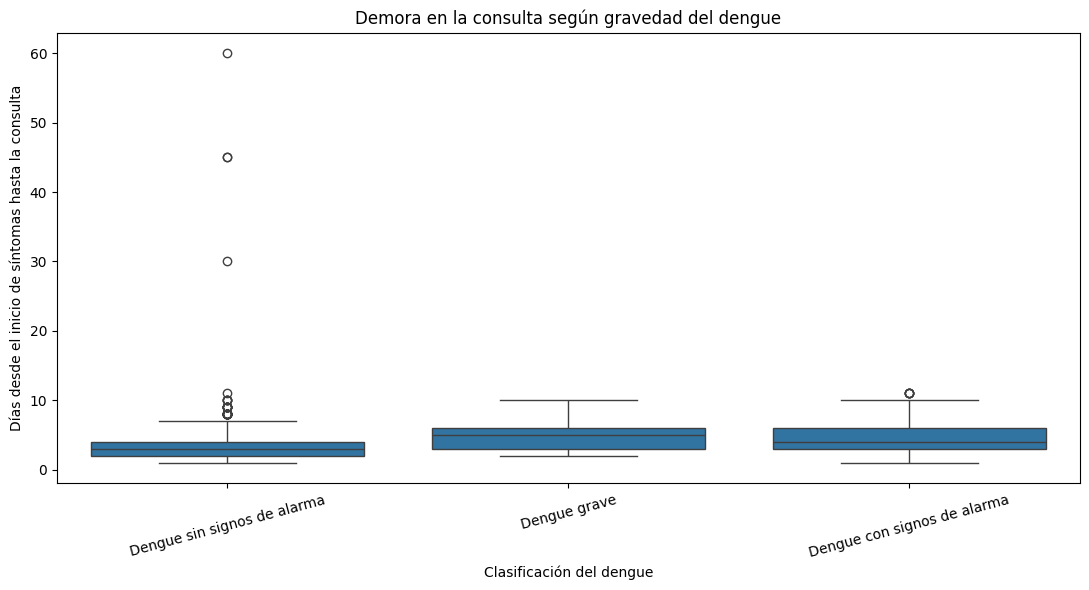 Demora en la consulta según gravedad del dengue
Días desde el inicio de síntomas hasta la consulta
60
50
40
30
20
10
0
Dengue sin signos de alarma
Dengue grave
Dengue con signos de alarma
Clasificación del dengue